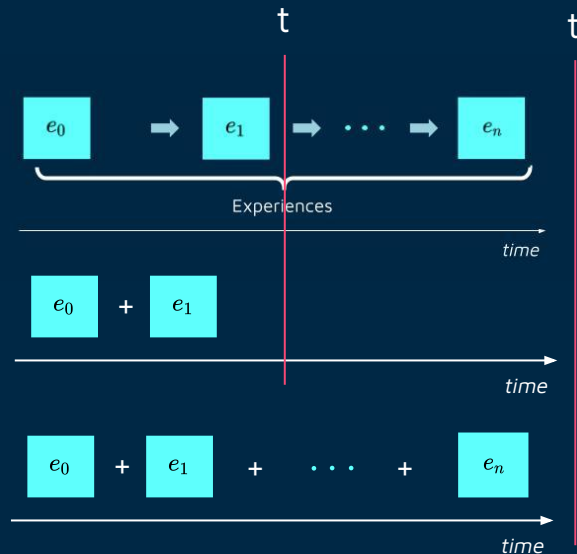 t
t
e₀ ➡ e₁ ➡ ··· ➡ eₙ
Experiences
time
e₀ + e₁
time
e₀ + e₁ + ··· + eₙ
time